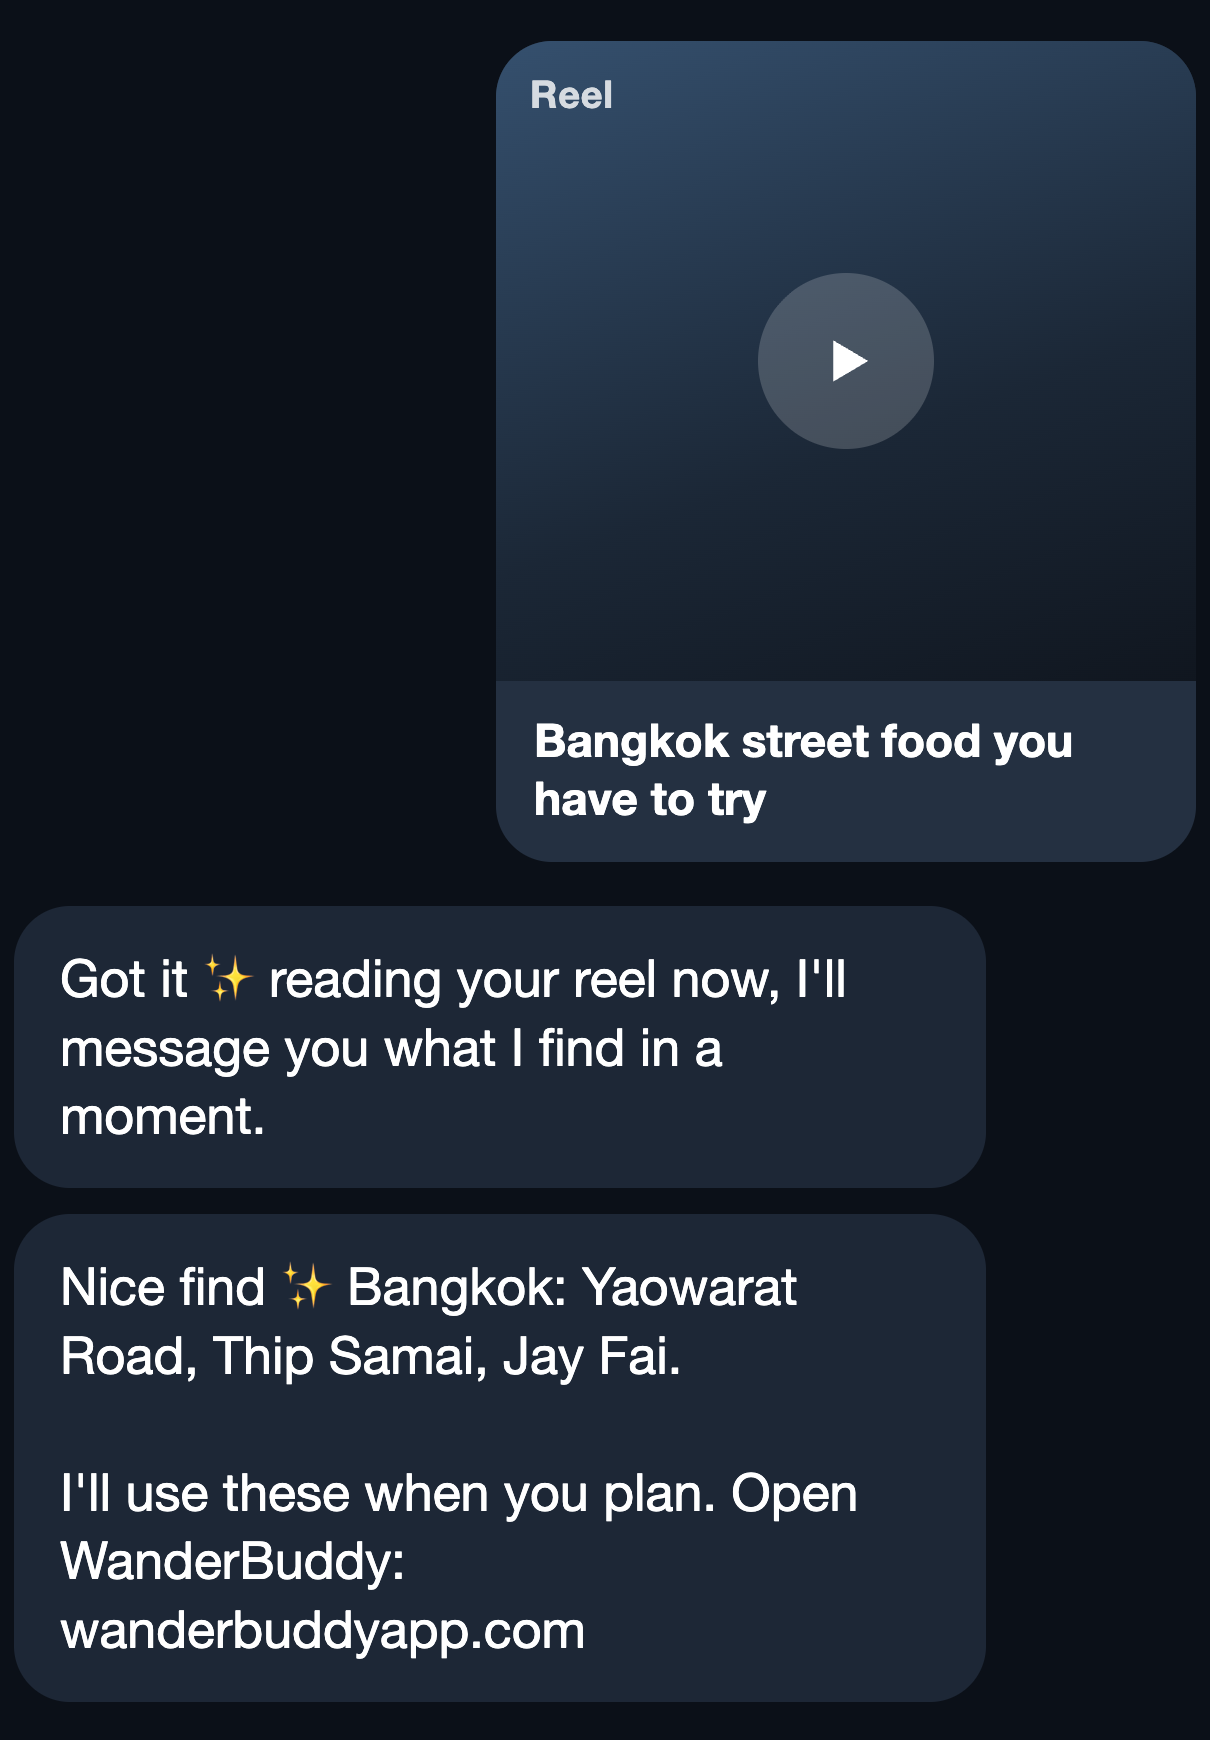 Reel
Bangkok street food you
have to try
Got it ✨ reading your reel now, I'll
message you what I find in a
moment.
Nice find ✨ Bangkok: Yaowarat
Road, Thip Samai, Jay Fai.
I'll use these when you plan. Open
WanderBuddy:
wanderbuddyapp.com